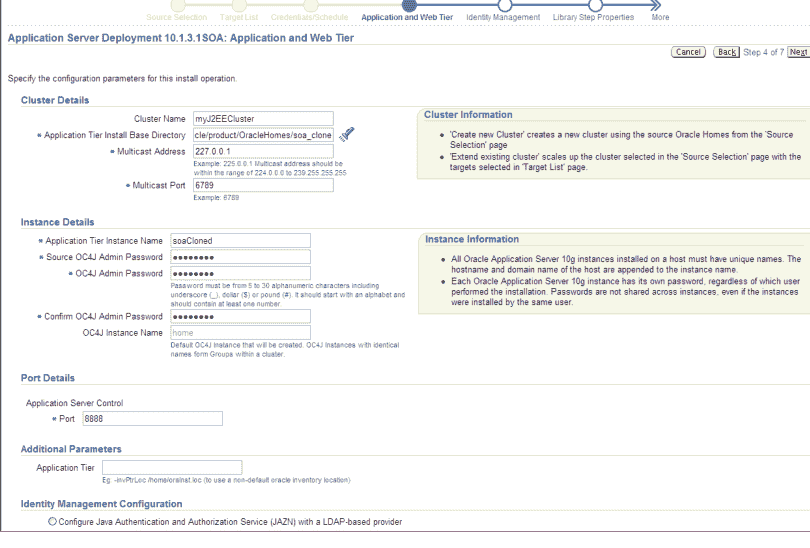 Source Selection Target List Credentials/Schedule Application and Web Tier Identity Management Library Step Properties More
Application Server Deployment 10.1.3.1SOA: Application and Web Tier
Cancel Back Step 4 of 7 Next
Specify the configuration parameters for this install operation.
Cluster Details
Cluster Name myJ2EECluster
* Application Tier Install Base Directory cle/product/OracleHomes/soa_clone
* Multicast Address 227.0.0.1
Example: 225.0.0.1 Multicast address should be
within the range of 224.0.0.0 to 239.255.255.255
* Multicast Port 6789
Example: 6789
Cluster Information
'Create new Cluster' creates a new cluster using the source Oracle Homes from the 'Source
Selection' page
'Extend existing cluster' scales up the cluster selected in the 'Source Selection' page with the
targets selected in 'Target List' page.
Instance Details
* Application Tier Instance Name soaCloned
* Source OC4J Admin Password ●●●●●●●●
* OC4J Admin Password ●●●●●●●●
Password must be from 5 to 30 alphanumeric characters including
underscore (_), dollar ($) or pound (#). It should start with an alphabet and
should contain at least one number.
* Confirm OC4J Admin Password ●●●●●●●●
OC4J Instance Name home
Default OC4J Instance that will be created. OC4J Instances with identical
names form Groups within a cluster.
Instance Information
All Oracle Application Server 10g instances installed on a host must have unique names. The
hostname and domain name of the host are appended to the instance name.
Each Oracle Application Server 10g instance has its own password, regardless of which user
performed the installation. Passwords are not shared across instances, even if the instances
were installed by the same user.
Port Details
Application Server Control
* Port 8888
Additional Parameters
Application Tier
Eg. -invPtrLoc /home/oraInst.loc (to use a non-default oracle inventory location)
Identity Management Configuration
Configure Java Authentication and Authorization Service (JAZN) with a LDAP-based provider